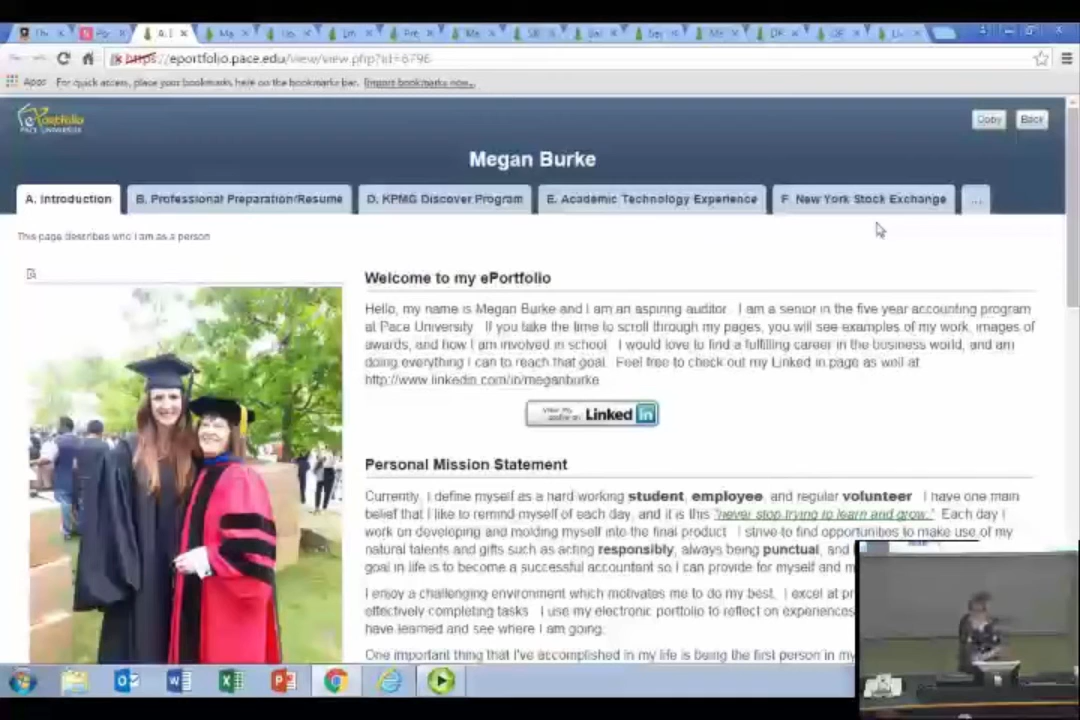 https://eportfolio.pace.edu/view/view.php?id=6796
Apps For quick access, place your bookmarks here on the bookmarks bar. Import bookmarks now...
ePortfolio
PACE UNIVERSITY
Copy Back
Megan Burke
A. Introduction B. Professional Preparation/Resume D. KPMG Discover Program E. Academic Technology Experience F. New York Stock Exchange ...
This page describes who I am as a person
Welcome to my ePortfolio
Hello, my name is Megan Burke and I am an aspiring auditor. I am a senior in the five year accounting program
at Pace University. If you take the time to scroll through my pages, you will see examples of my work, images of
awards, and how I am involved in school. I would love to find a fulfilling career in the business world, and am
doing everything I can to reach that goal. Feel free to check out my Linked in page as well at
http://www.linkedin.com/in/meganburke
view my profile on Linked in
Personal Mission Statement
Currently, I define myself as a hard working student, employee, and regular volunteer. I have one main
belief that I like to remind myself of each day, and it is this "never stop trying to learn and grow." Each day I
work on developing and molding myself into the final product. I strive to find opportunities to make use of my
natural talents and gifts such as acting responsibly, always being punctual, and
goal in life is to become a successful accountant so I can provide for myself and m
I enjoy a challenging environment which motivates me to do my best. I excel at pr
effectively completing tasks. I use my electronic portfolio to reflect on experiences
have learned and see where I am going.
One important thing that I've accomplished in my life is being the first person in my